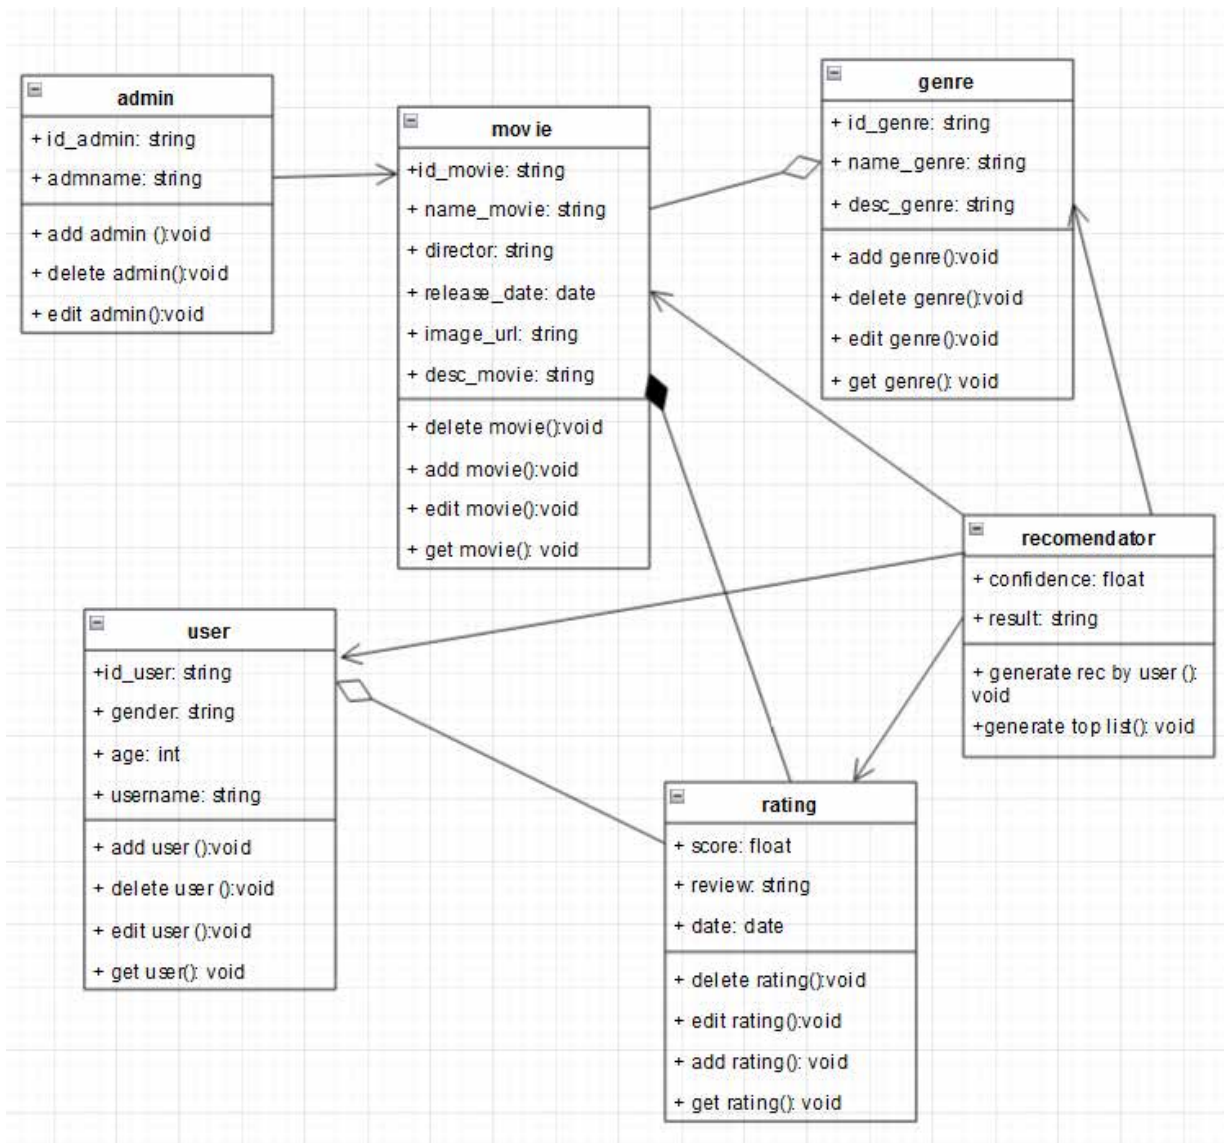 admin
+ id_admin: string
+ admname: string
+ add admin ():void
+ delete admin():void
+ edit admin():void
movie
+id_movie: string
+ name_movie: string
+ director: string
+ release_date: date
+ image_url: string
+ desc_movie: string
+ delete movie():void
+ add movie():void
+ edit movie():void
+ get movie(): void
genre
+ id_genre: string
+ name_genre: string
+ desc_genre: string
+ add genre():void
+ delete genre():void
+ edit genre():void
+ get genre(): void
recomendator
+ confidence: float
+ result: string
+ generate rec by user ():
void
+generate top list(): void
user
+id_user: string
+ gender: string
+ age: int
+ username: string
+ add user ():void
+ delete user ():void
+ edit user ():void
+ get user(): void
rating
+ score: float
+ review: string
+ date: date
+ delete rating():void
+ edit rating():void
+ add rating(): void
+ get rating(): void